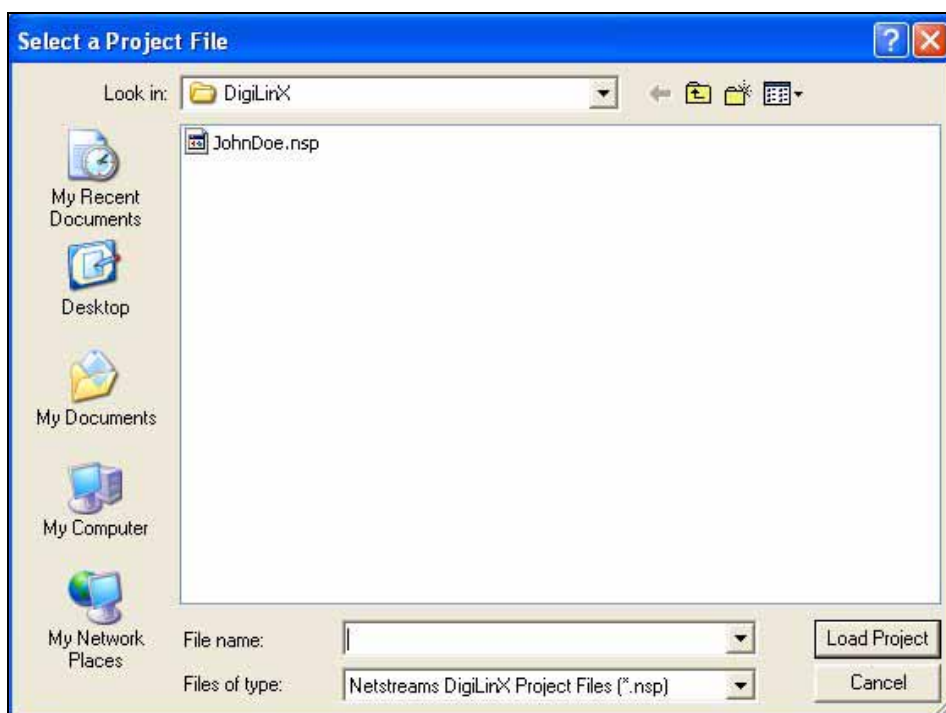 Select a Project File
Look in:
DigiLinX
JohnDoe.nsp
My Recent
Documents
Desktop
My Documents
My Computer
My Network
Places
File name:
Load Project
Files of type:
Netstreams DigiLinX Project Files (*.nsp)
Cancel